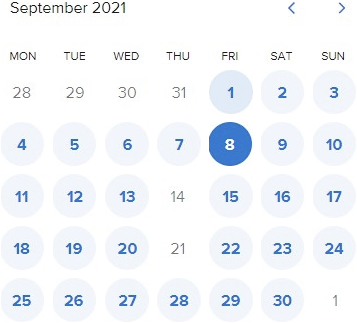 September 2021
MON TUE WED THU FRI SAT SUN
28 29 30 31 1 2 3
4 5 6 7 8 9 10
11 12 13 14 15 16 17
18 19 20 21 22 23 24
25 26 27 28 29 30 1